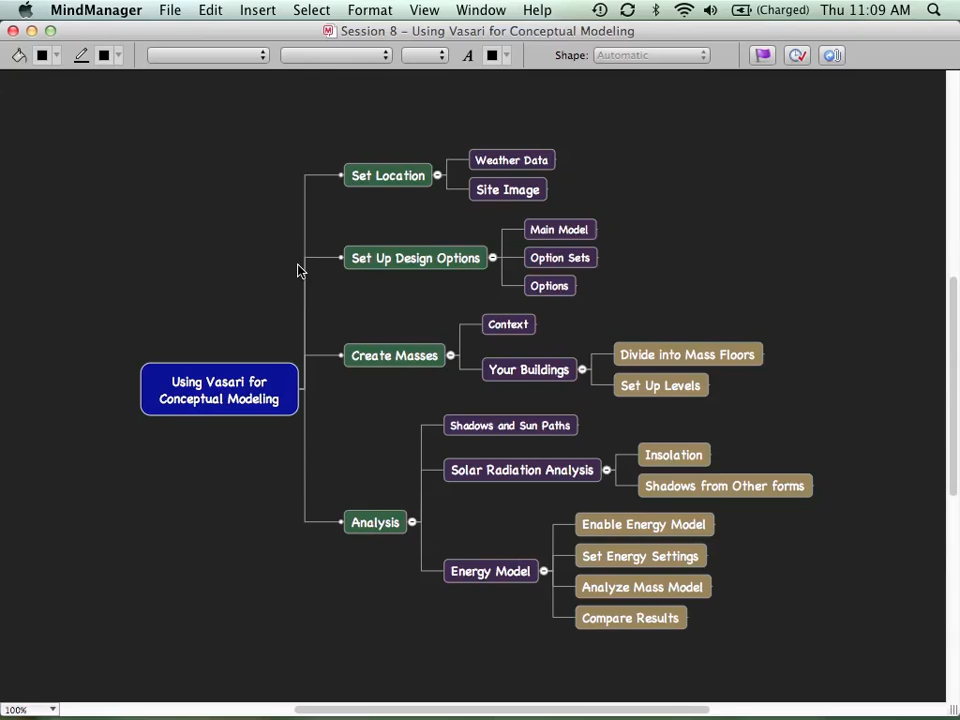 MindManager File Edit Insert Select Format View Window Help (Charged) Thu 11:09 AM
Session 8 - Using Vasari for Conceptual Modeling
A Shape: Automatic
Weather Data
Set Location
Site Image
Main Model
Set Up Design Options
Option Sets
Options
Context
Create Masses
Your Buildings
Divide into Mass Floors
Set Up Levels
Using Vasari for
Conceptual Modeling
Shadows and Sun Paths
Solar Radiation Analysis
Insolation
Shadows from Other forms
Analysis
Energy Model
Enable Energy Model
Set Energy Settings
Analyze Mass Model
Compare Results
100%